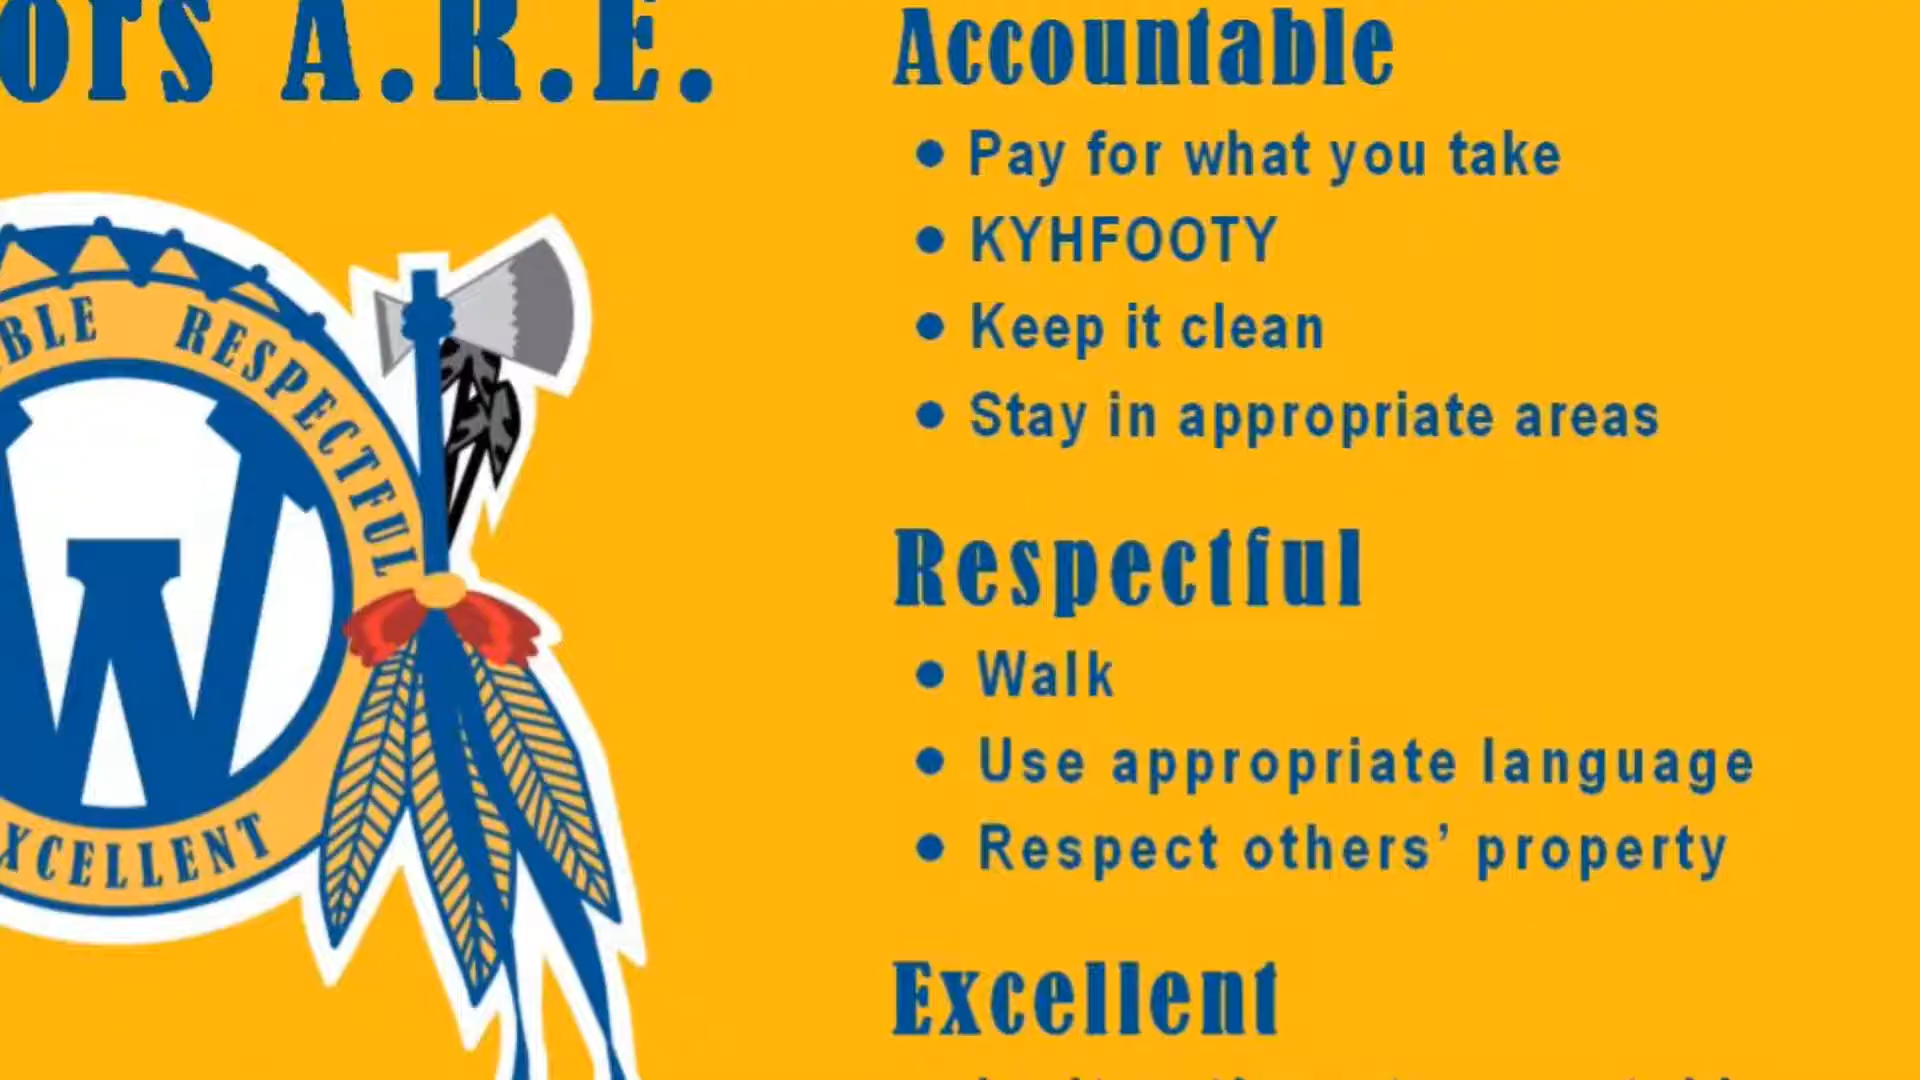 ors A.R.E.
Accountable
• Pay for what you take
• KYHFOOTY
• Keep it clean
• Stay in appropriate areas
BLE RESPECTFUL
W
XCELLENT
Respectful
• Walk
• Use appropriate language
• Respect others’ property
Excellent